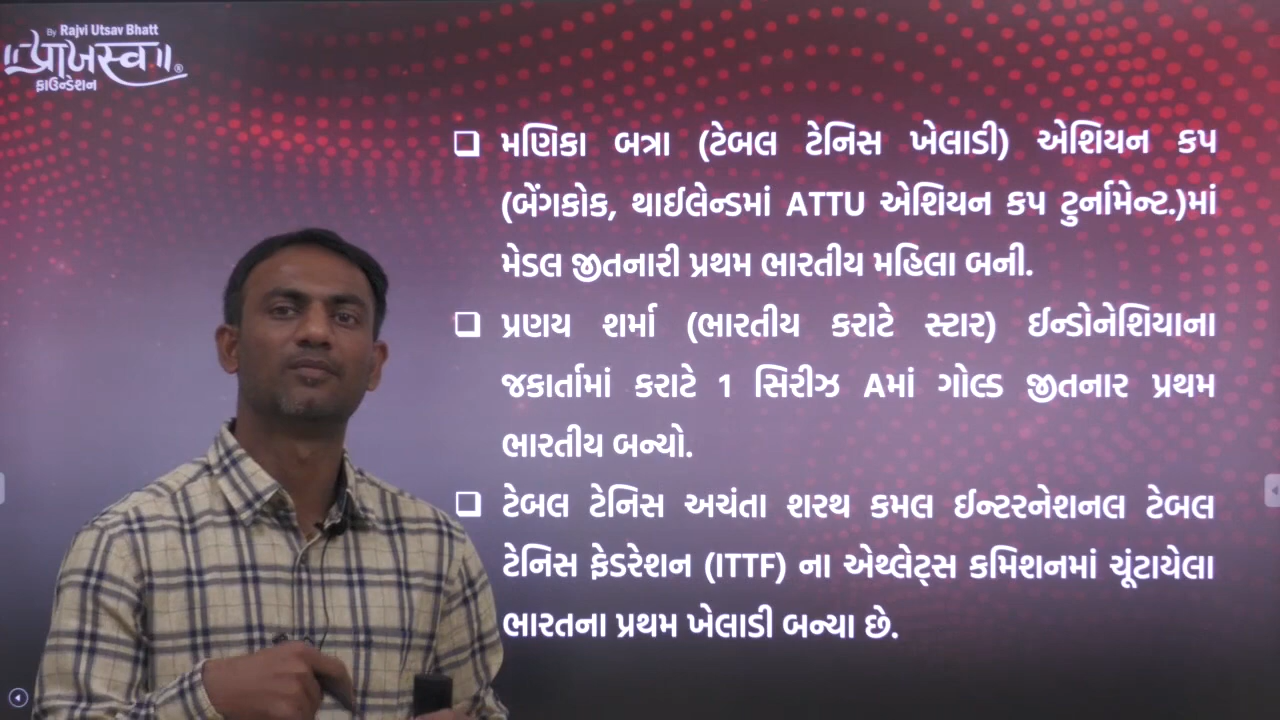 By Rajvi Utsav Bhatt
॥પ્રાખસ્વ॥®
ફાઉન્ડેશન
❑ મણિકા બત્રા (ટેબલ ટેનિસ ખેલાડી) એશિયન કપ
(બેંગકોક, થાઈલેન્ડમાં ATTU એશિયન કપ ટુર્નામેન્ટ.)માં
મેડલ જીતનારી પ્રથમ ભારતીય મહિલા બની.
❑ પ્રણય શર્મા (ભારતીય કરાટે સ્ટાર) ઈન્ડોનેશિયાના
જકાર્તામાં કરાટે 1 સિરીઝ Aમાં ગોલ્ડ જીતનાર પ્રથમ
ભારતીય બન્યો.
❑ ટેબલ ટેનિસ અચંતા શરથ કમલ ઈન્ટરનેશનલ ટેબલ
ટેનિસ ફેડરેશન (ITTF) ના એથ્લેટ્સ કમિશનમાં ચૂંટાયેલા
ભારતના પ્રથમ ખેલાડી બન્યા છે.